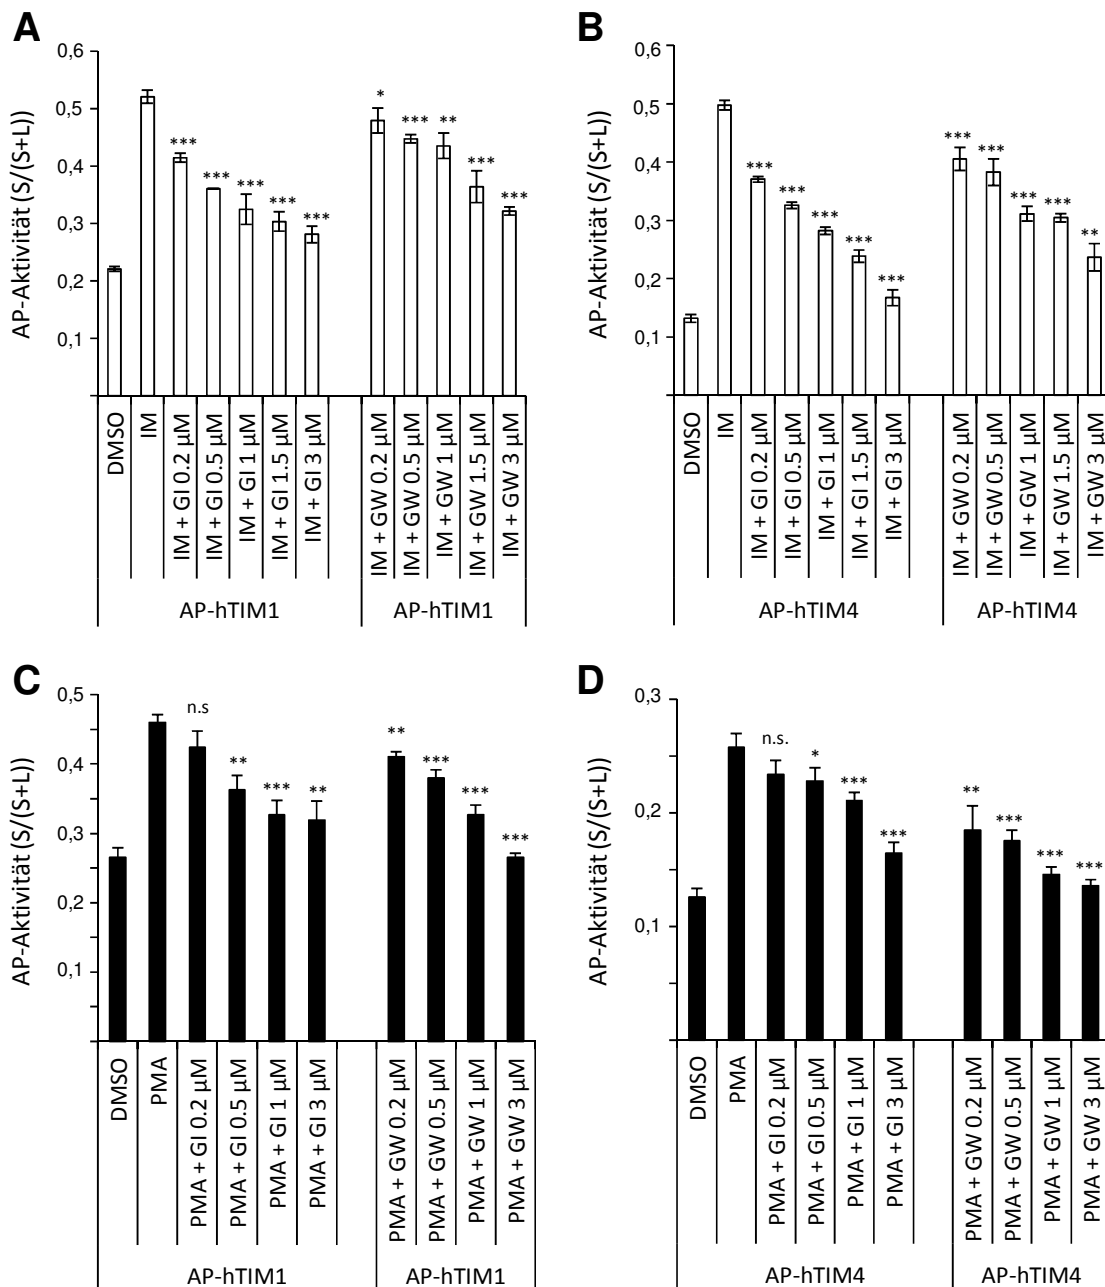 A
AP-Aktivität (S/(S+L))
0,6
0,5
0,4
0,3
0,2
0,1
***
***
***
***
***
*
***
**
***
***
DMSO
IM
IM + GI 0.2 µM
IM + GI 0.5 µM
IM + GI 1 µM
IM + GI 1.5 µM
IM + GI 3 µM
IM + GW 0.2 µM
IM + GW 0.5 µM
IM + GW 1 µM
IM + GW 1.5 µM
IM + GW 3 µM
AP-hTIM1
AP-hTIM1
B
AP-Aktivität (S/(S+L))
0,6
0,5
0,4
0,3
0,2
0,1
***
***
***
***
***
***
***
***
***
**
DMSO
IM
IM + GI 0.2 µM
IM + GI 0.5 µM
IM + GI 1 µM
IM + GI 1.5 µM
IM + GI 3 µM
IM + GW 0.2 µM
IM + GW 0.5 µM
IM + GW 1 µM
IM + GW 1.5 µM
IM + GW 3 µM
AP-hTIM4
AP-hTIM4
C
AP-Aktivität (S/(S+L))
0,5
0,4
0,3
0,2
0,1
n.s
**
***
**
**
***
***
***
DMSO
PMA
PMA + GI 0.2 µM
PMA + GI 0.5 µM
PMA + GI 1 µM
PMA + GI 3 µM
PMA + GW 0.2 µM
PMA + GW 0.5 µM
PMA + GW 1 µM
PMA + GW 3 µM
AP-hTIM1
AP-hTIM1
D
AP-Aktivität (S/(S+L))
0,3
0,2
0,1
n.s.
*
***
***
**
***
***
***
DMSO
PMA
PMA + GI 0.2 µM
PMA + GI 0.5 µM
PMA + GI 1 µM
PMA + GI 3 µM
PMA + GW 0.2 µM
PMA + GW 0.5 µM
PMA + GW 1 µM
PMA + GW 3 µM
AP-hTIM4
AP-hTIM4